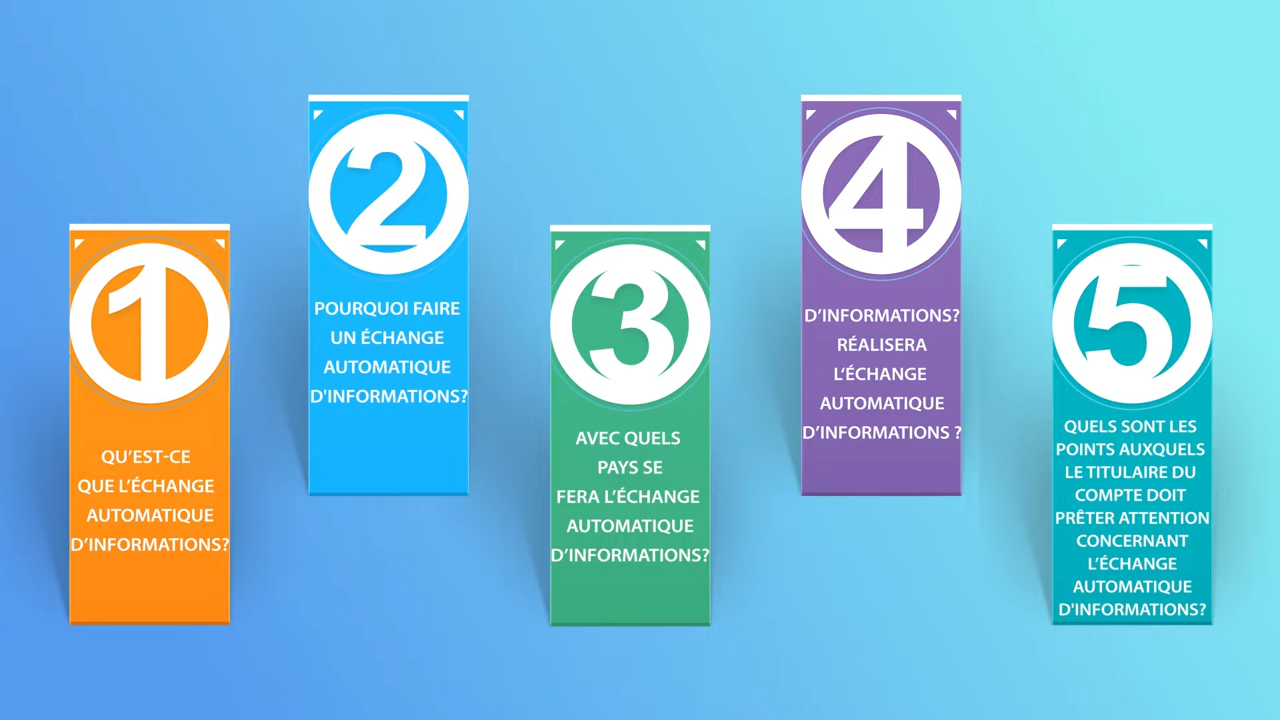 1
QU’EST-CE
QUE L’ÉCHANGE
AUTOMATIQUE
D’INFORMATIONS?
2
POURQUOI FAIRE
UN ÉCHANGE
AUTOMATIQUE
D'INFORMATIONS?
3
AVEC QUELS
PAYS SE
FERA L’ÉCHANGE
AUTOMATIQUE
D’INFORMATIONS?
4
D’INFORMATIONS?
RÉALISERA
L’ÉCHANGE
AUTOMATIQUE
D’INFORMATIONS ?
5
QUELS SONT LES
POINTS AUXQUELS
LE TITULAIRE DU
COMPTE DOIT
PRÊTER ATTENTION
CONCERNANT
L’ÉCHANGE
AUTOMATIQUE
D'INFORMATIONS?